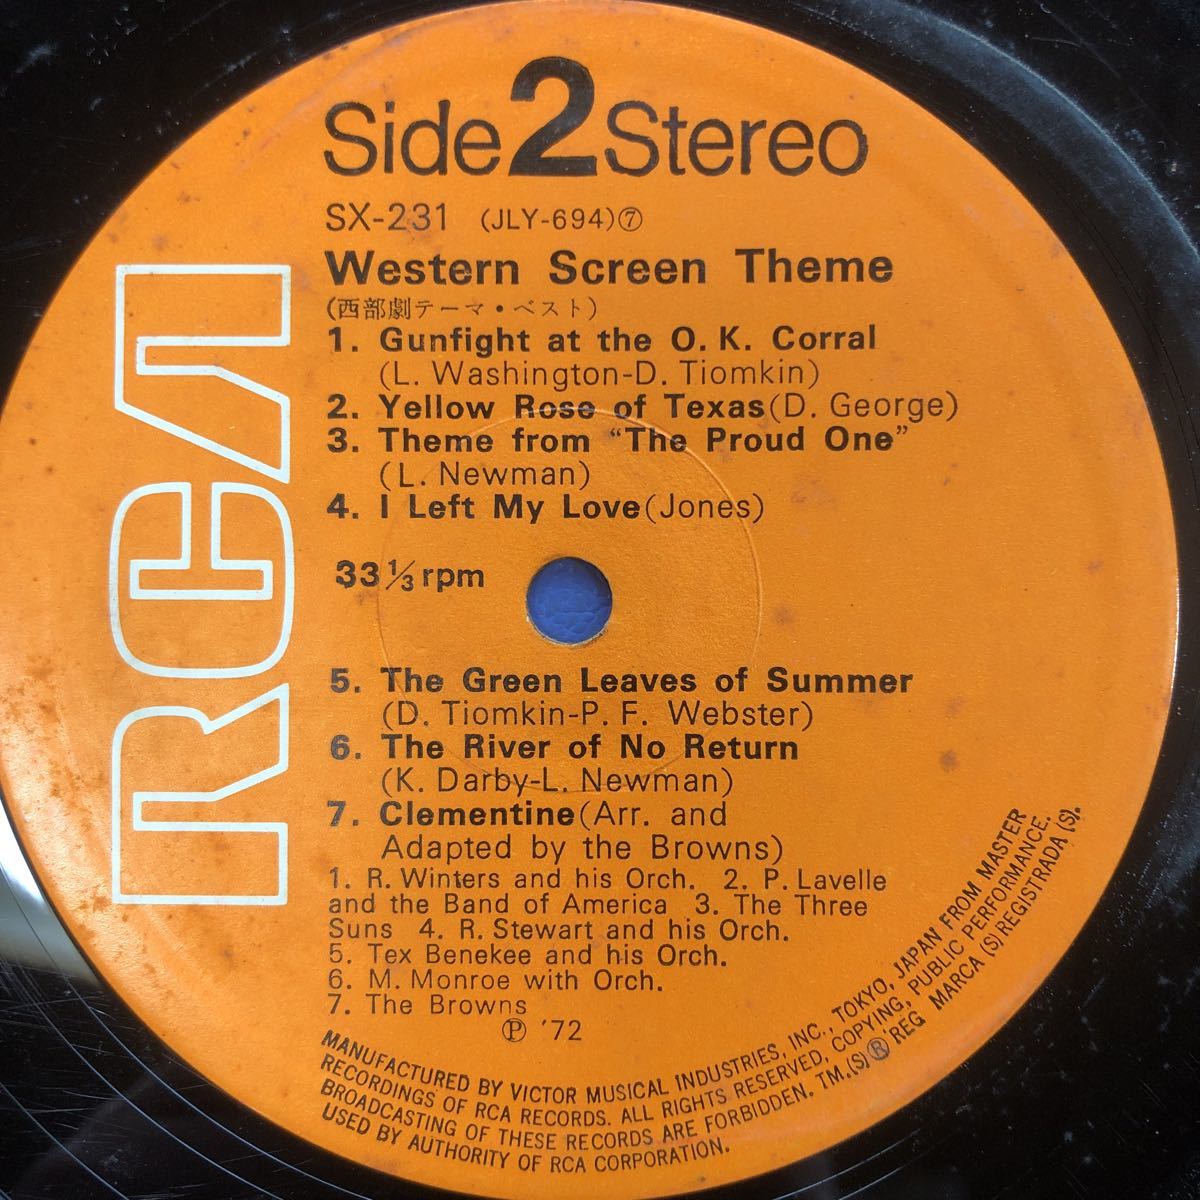 Side 2 Stereo
SX-231 (JLY-694)⑦
Western Screen Theme
(西部劇テーマ・ベスト)
1. Gunfight at the O. K. Corral
(L. Washington-D. Tiomkin)
2. Yellow Rose of Texas(D. George)
3. Theme from “The Proud One”
(L. Newman)
4. I Left My Love(Jones)
33 1/3 rpm
5. The Green Leaves of Summer
(D. Tiomkin-P. F. Webster)
6. The River of No Return
(K. Darby-L. Newman)
7. Clementine(Arr. and
Adapted by the Browns)
1. R. Winters and his Orch. 2. P. Lavelle
and the Band of America 3. The Three
Suns 4. R. Stewart and his Orch.
5. Tex Benekee and his Orch.
6. M. Monroe with Orch.
7. The Browns
Ⓟ '72
RCA
MANUFACTURED BY VICTOR MUSICAL INDUSTRIES, INC., TOKYO, JAPAN FROM MASTER
RECORDINGS OF RCA RECORDS. ALL RIGHTS RESERVED, COPYING, PUBLIC PERFORMANCE.
BROADCASTING OF THESE RECORDS ARE FORBIDDEN. TM.(S)® REG MARCA (S) REGISTRADA (S).
USED BY AUTHORITY OF RCA CORPORATION.